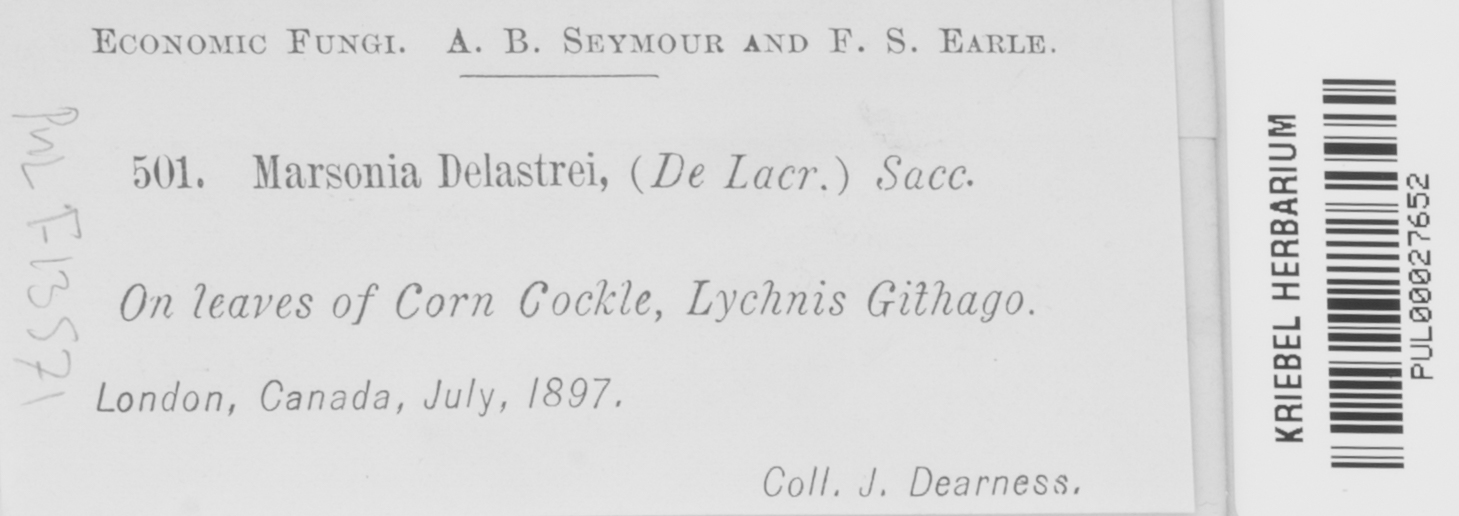 ECONOMIC FUNGI. A. B. SEYMOUR AND F. S. EARLE.
501. Marsonia Delastrei, (De Lacr.) Sacc.
On leaves of Corn Cockle, Lychnis Githago.
London, Canada, July, 1897.
Coll. J. Dearness.
PUL F13571
KRIEBEL HERBARIUM
PUL00027652